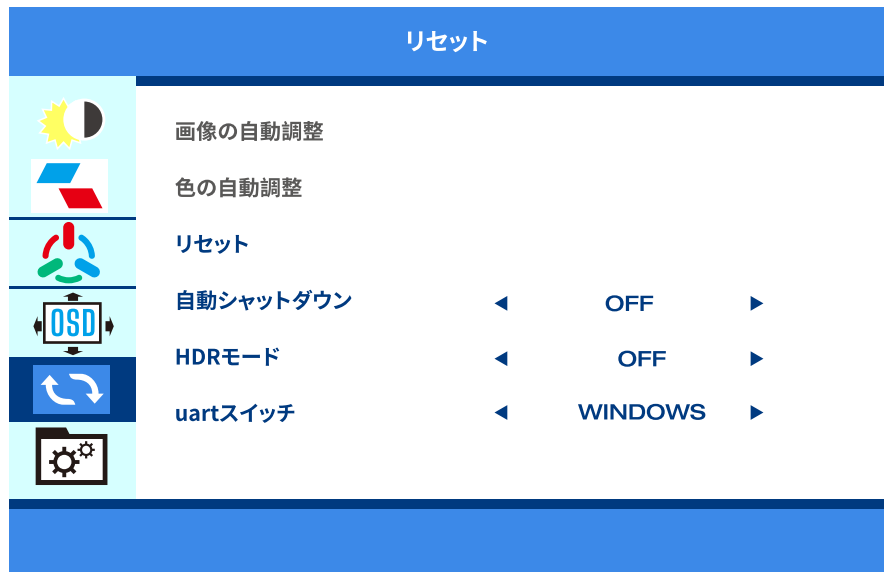 リセット
画像の自動調整
色の自動調整
リセット
自動シャットダウン ◀ OFF ▶
HDRモード ◀ OFF ▶
OSD
uartスイッチ ◀ WINDOWS ▶